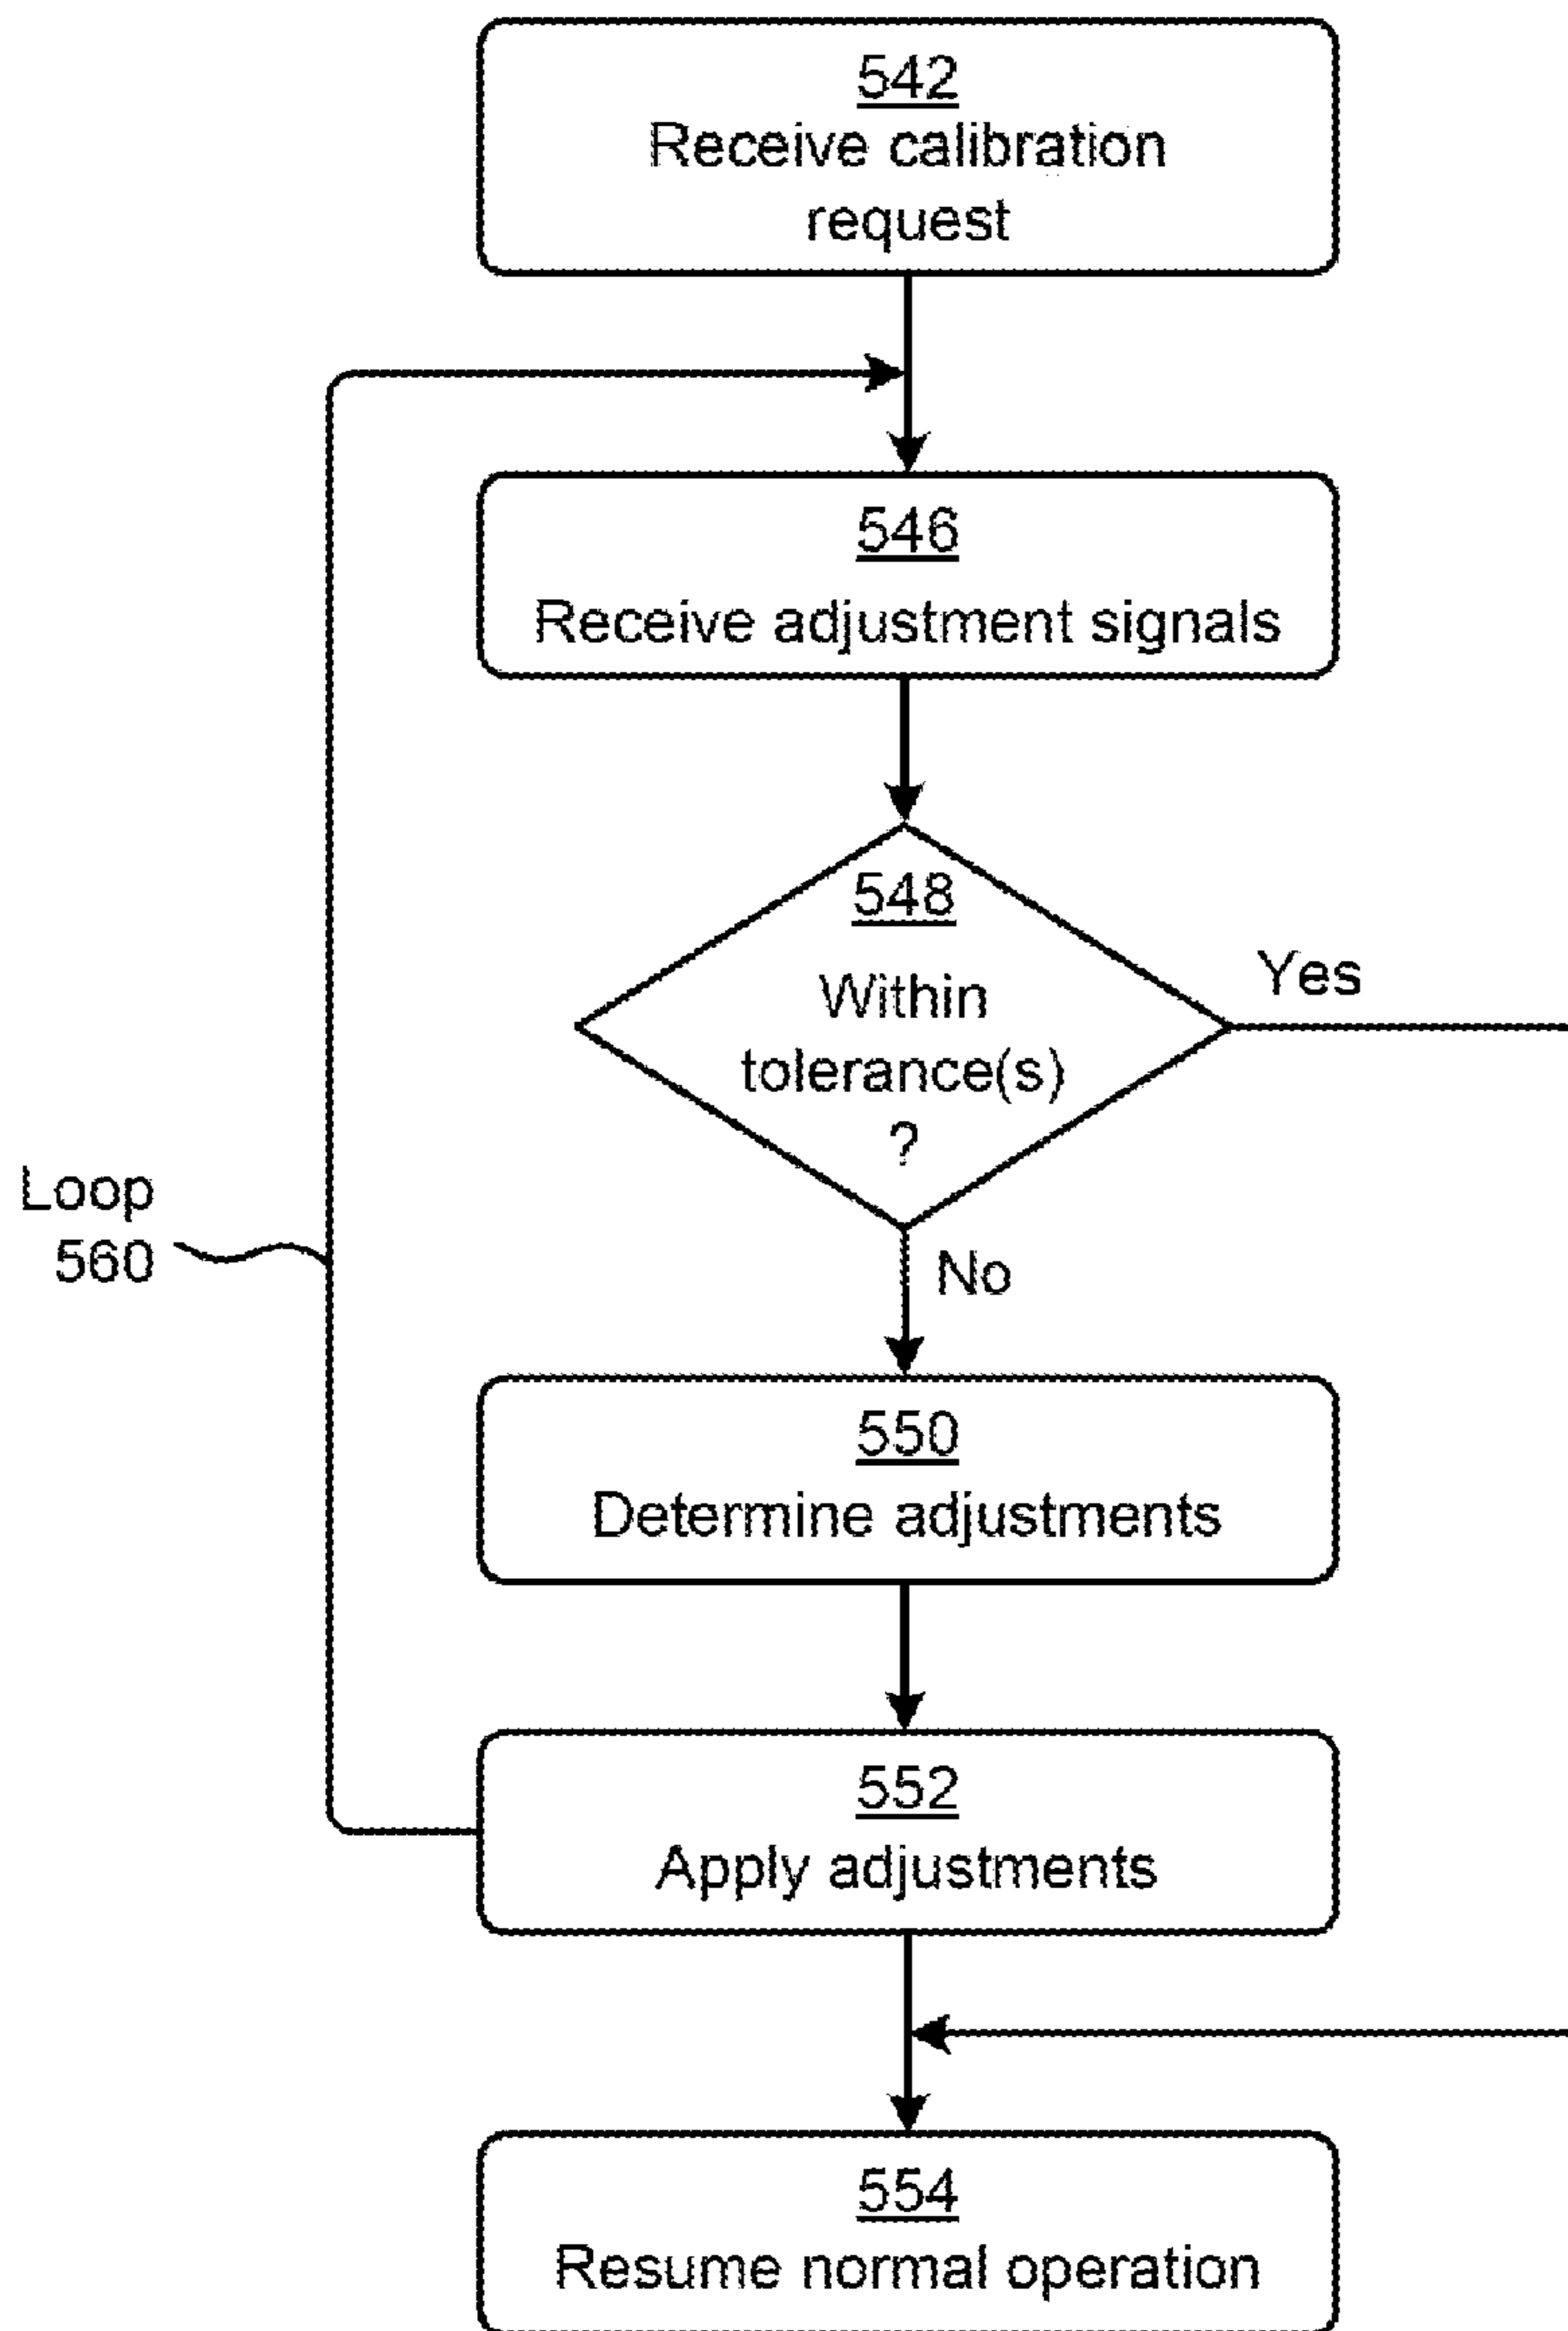 542
Receive calibration
request
546
Receive adjustment signals
548
Within
tolerance(s)
?
Yes
Loop
560
No
550
Determine adjustments
552
Apply adjustments
554
Resume normal operation